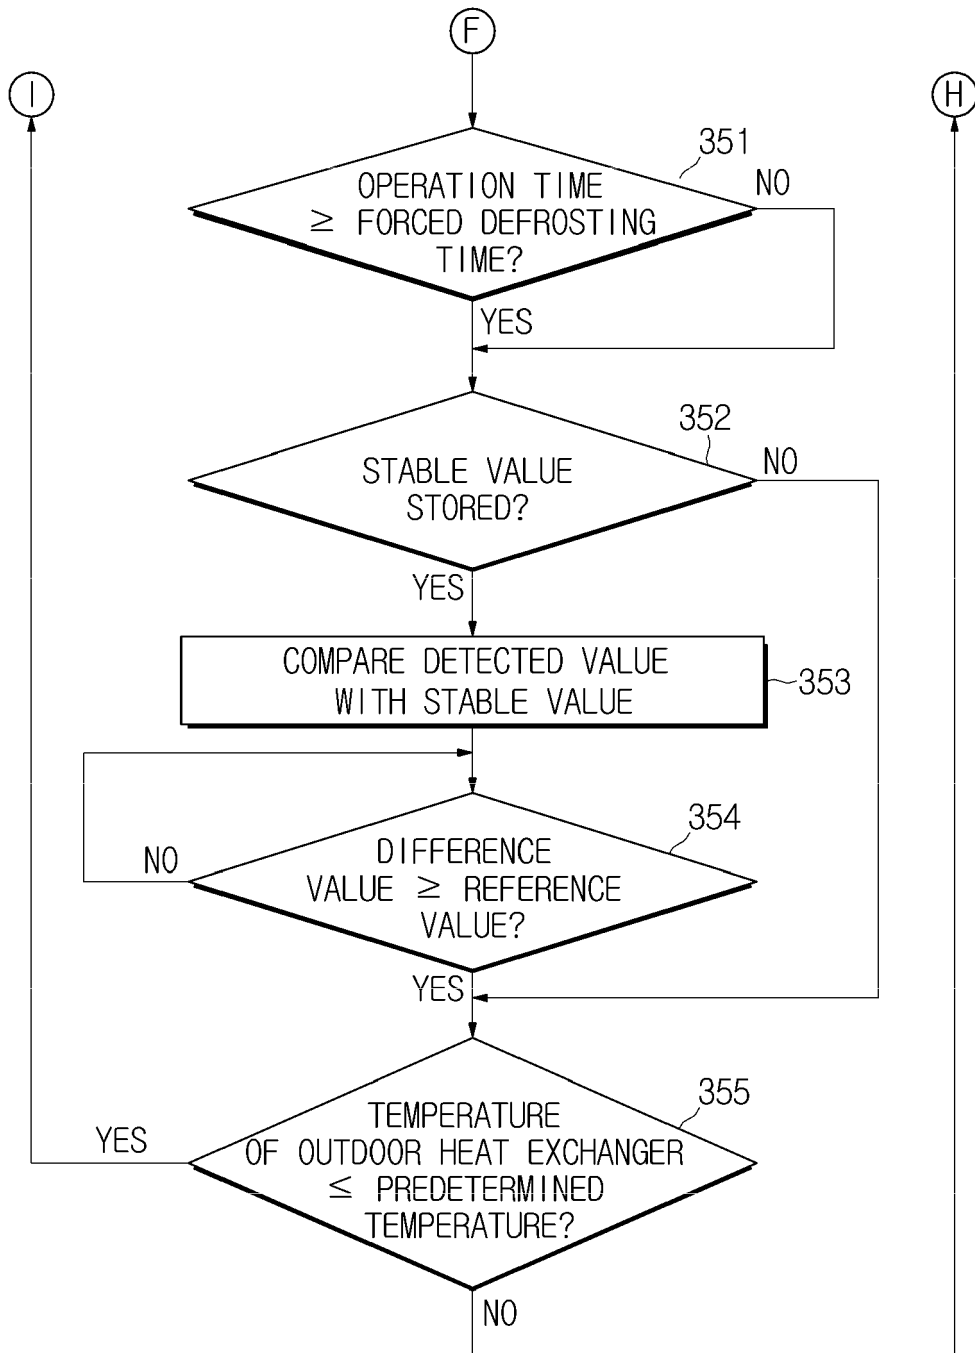 F
I
H
351
OPERATION TIME
≥ FORCED DEFROSTING
TIME?
NO
YES
352
STABLE VALUE
STORED?
NO
YES
COMPARE DETECTED VALUE
WITH STABLE VALUE
353
354
DIFFERENCE
VALUE ≥ REFERENCE
VALUE?
NO
YES
355
TEMPERATURE
OF OUTDOOR HEAT EXCHANGER
≤ PREDETERMINED
TEMPERATURE?
YES
NO